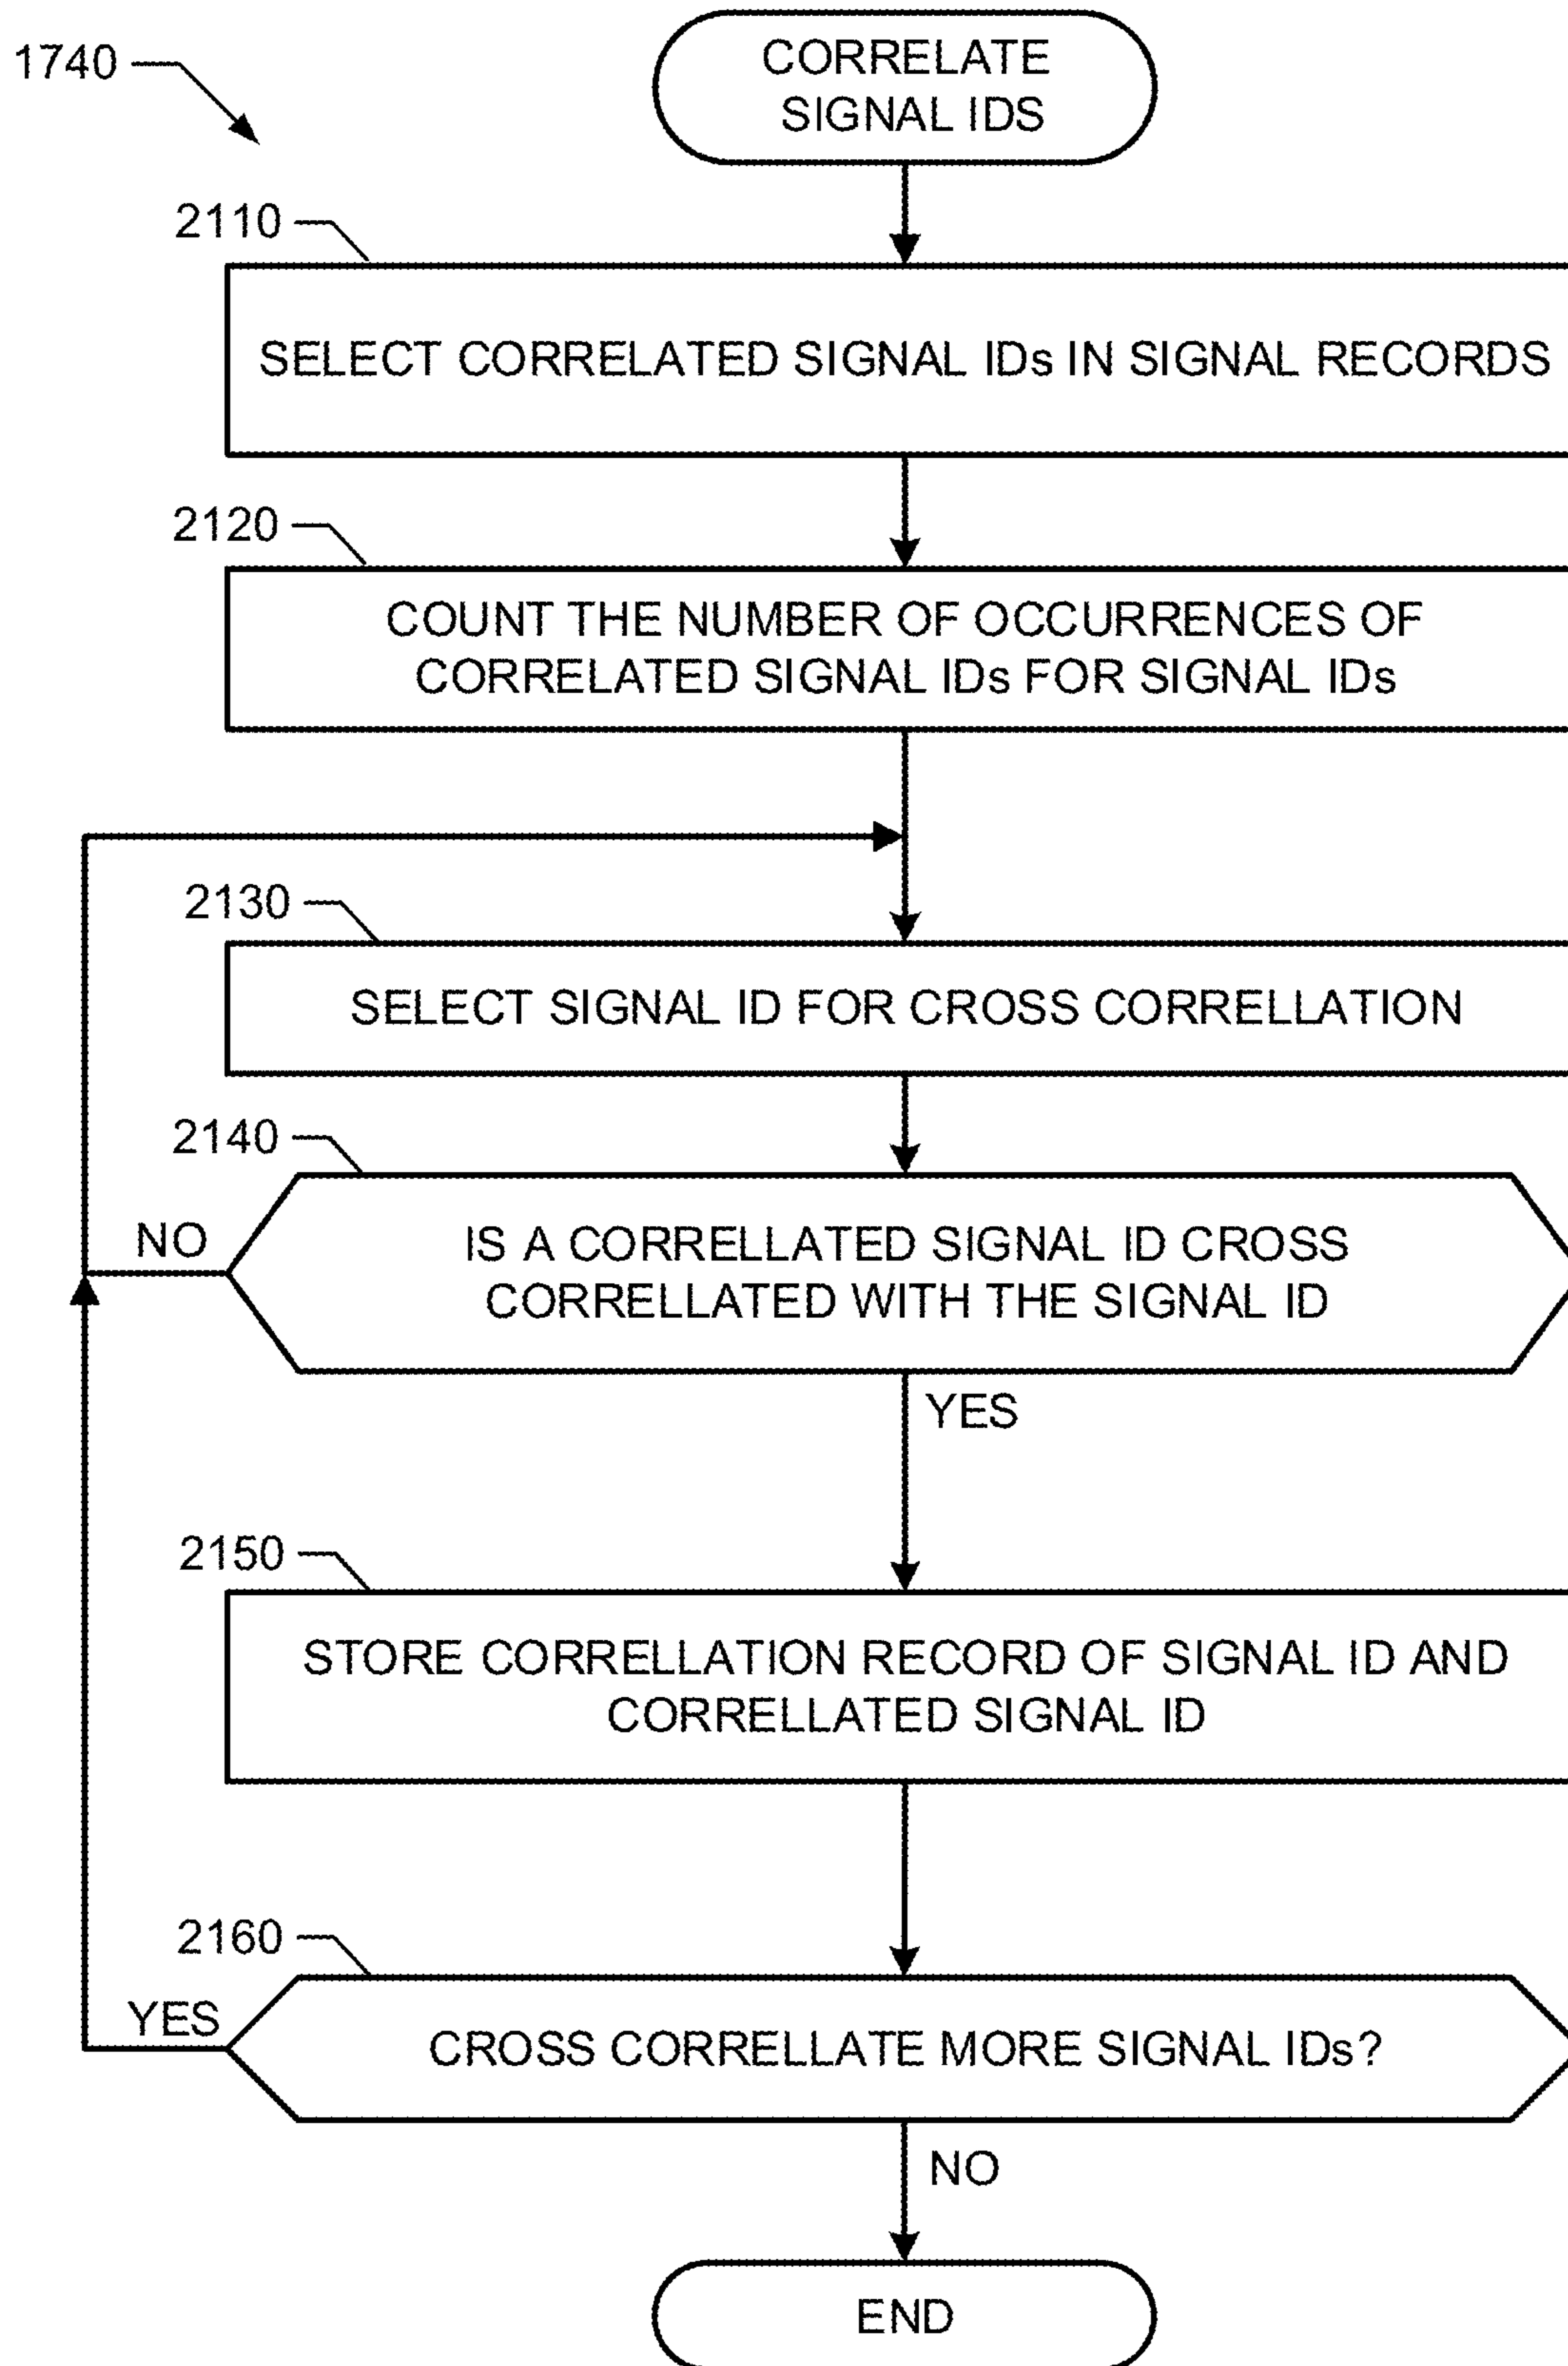 1740
CORRELATE
SIGNAL IDS
2110
SELECT CORRELATED SIGNAL IDs IN SIGNAL RECORDS
2120
COUNT THE NUMBER OF OCCURRENCES OF
CORRELATED SIGNAL IDs FOR SIGNAL IDs
2130
SELECT SIGNAL ID FOR CROSS CORRELLATION
2140
NO
IS A CORRELLATED SIGNAL ID CROSS
CORRELLATED WITH THE SIGNAL ID
YES
2150
STORE CORRELLATION RECORD OF SIGNAL ID AND
CORRELLATED SIGNAL ID
2160
YES
CROSS CORRELLATE MORE SIGNAL IDs?
NO
END